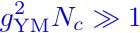 g²_YM N_c ≫ 1